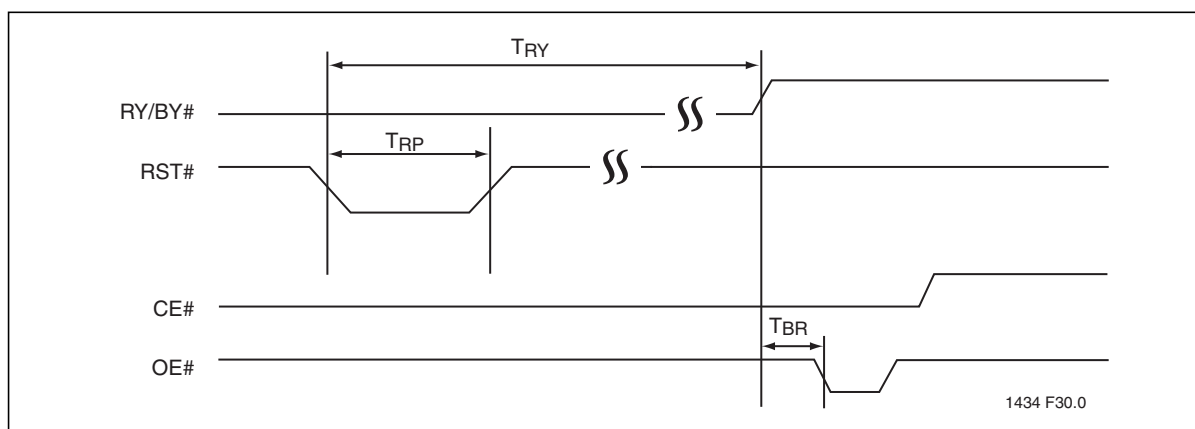 TRY
RY/BY#
TRP
RST#
CE#
TBR
OE#
1434 F30.0